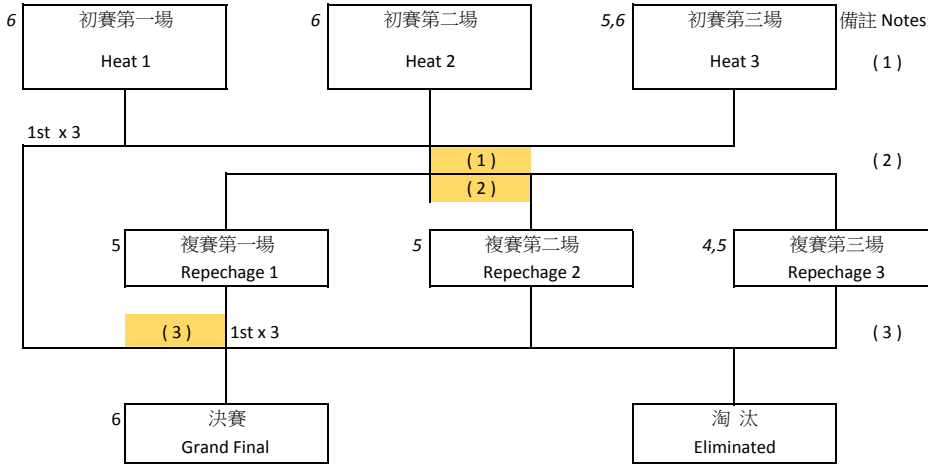 6 初賽第一場 6 初賽第二場 5,6 初賽第三場 備註 Notes
Heat 1 Heat 2 Heat 3 ( 1 )
1st x 3
( 1 ) ( 2 )
( 2 )
5 複賽第一場 5 複賽第二場 4,5 複賽第三場
Repechage 1 Repechage 2 Repechage 3
( 3 ) 1st x 3 ( 3 )
6 決賽 淘 汰
Grand Final Eliminated